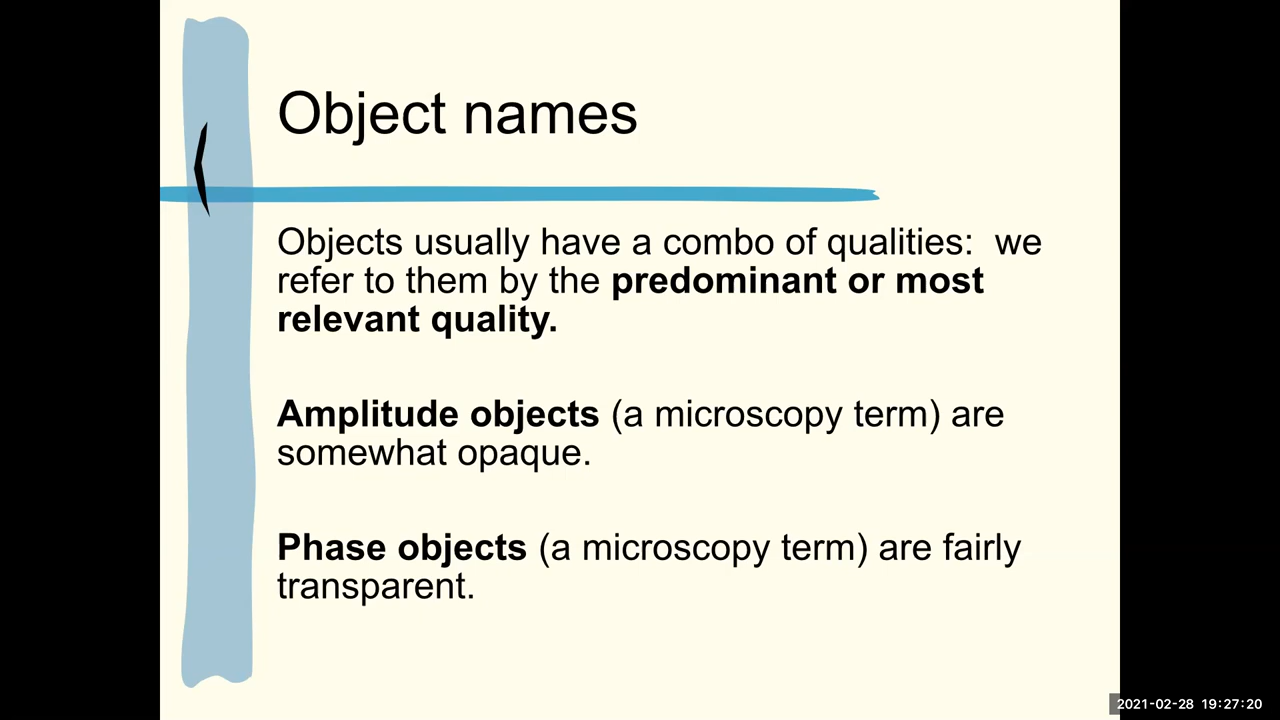 Object names
Objects usually have a combo of qualities:  we
refer to them by the predominant or most
relevant quality.
Amplitude objects (a microscopy term) are
somewhat opaque.
Phase objects (a microscopy term) are fairly
transparent.
2021-02-28 19:27:20